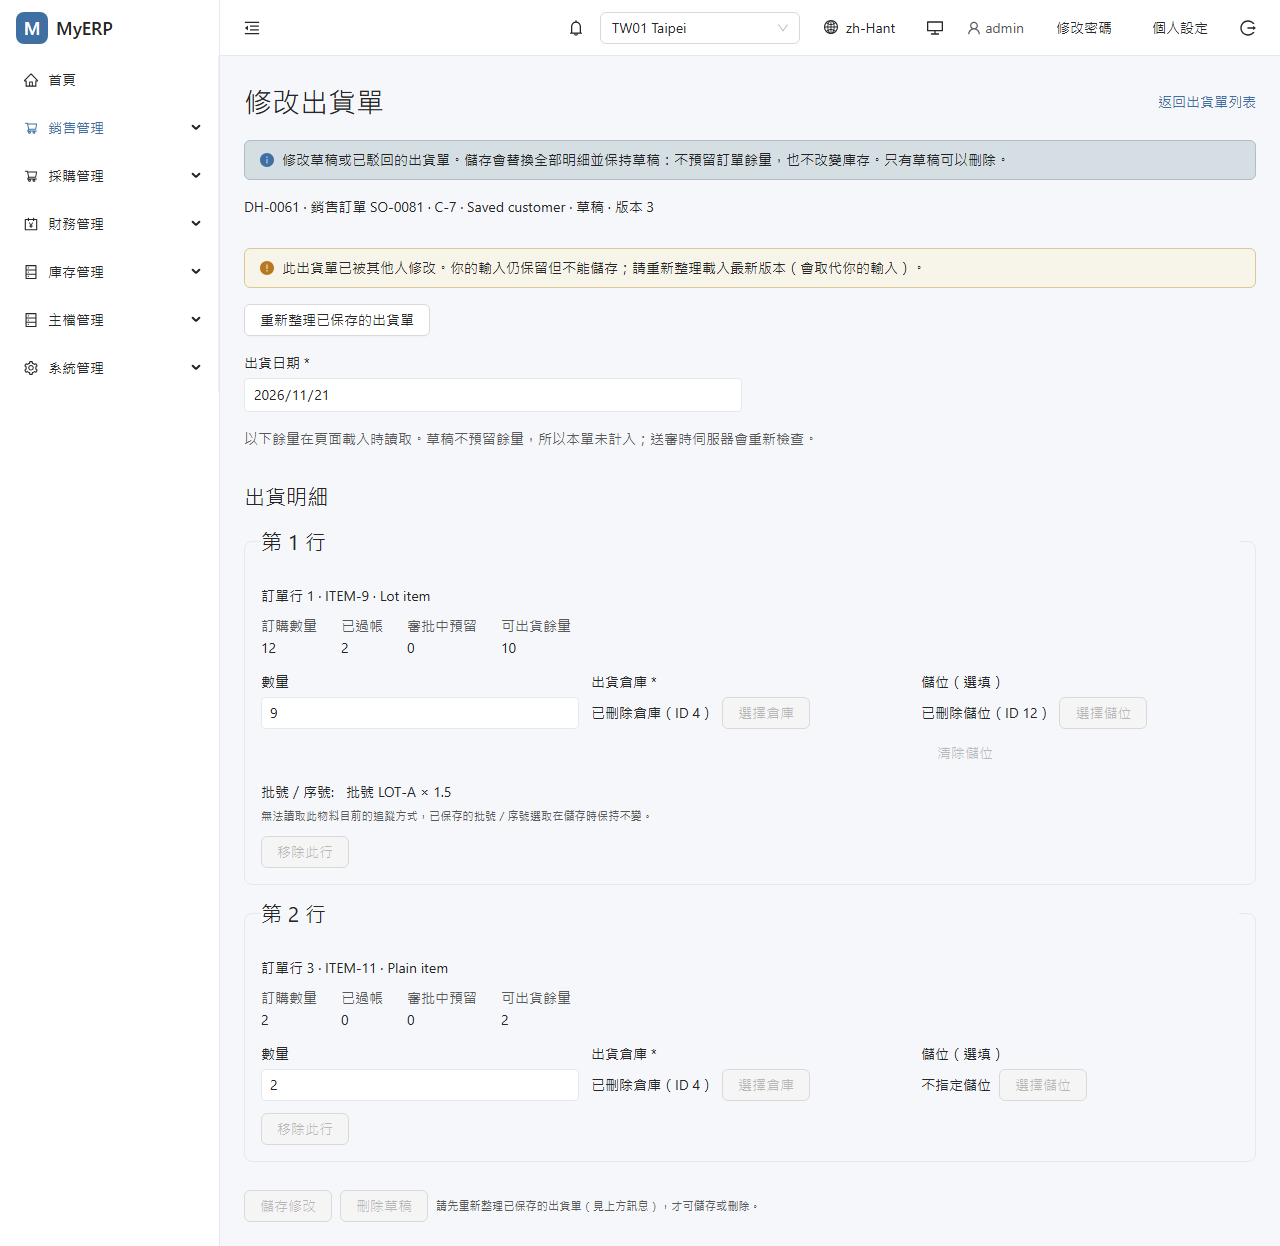 M MyERP
TW01 Taipei
zh-Hant
admin
修改密碼
個人設定
首頁
銷售管理
採購管理
財務管理
庫存管理
主檔管理
系統管理
修改出貨單
返回出貨單列表
修改草稿或已駁回的出貨單。儲存會替換全部明細並保持草稿：不預留訂單餘量，也不改變庫存。只有草稿可以刪除。
DH-0061 · 銷售訂單 SO-0081 · C-7 · Saved customer · 草稿 · 版本 3
此出貨單已被其他人修改。你的輸入仍保留但不能儲存；請重新整理載入最新版本（會取代你的輸入）。
重新整理已保存的出貨單
出貨日期 *
2026/11/21
以下餘量在頁面載入時讀取。草稿不預留餘量，所以本單未計入；送審時伺服器會重新檢查。
出貨明細
第 1 行
訂單行 1 · ITEM-9 · Lot item
訂購數量 已過帳 審批中預留 可出貨餘量
12 2 0 10
數量 出貨倉庫 * 儲位（選填）
9 已刪除倉庫（ID 4） 選擇倉庫 已刪除儲位（ID 12） 選擇儲位
清除儲位
批號 / 序號: 批號 LOT-A × 1.5
無法讀取此物料目前的追蹤方式，已保存的批號 / 序號選取在儲存時保持不變。
移除此行
第 2 行
訂單行 3 · ITEM-11 · Plain item
訂購數量 已過帳 審批中預留 可出貨餘量
2 0 0 2
數量 出貨倉庫 * 儲位（選填）
2 已刪除倉庫（ID 4） 選擇倉庫 不指定儲位 選擇儲位
移除此行
儲存修改 刪除草稿 請先重新整理已保存的出貨單（見上方訊息），才可儲存或刪除。